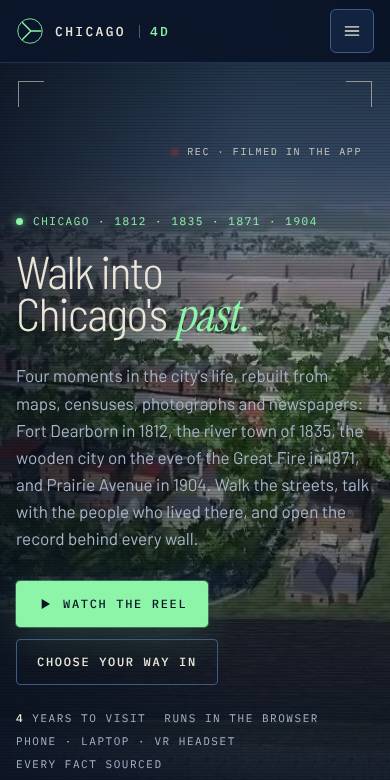 CHICAGO | 4D
REC · FILMED IN THE APP
CHICAGO · 1812 · 1835 · 1871 · 1904
Walk into
Chicago's past.
Four moments in the city's life, rebuilt from
maps, censuses, photographs and newspapers:
Fort Dearborn in 1812, the river town of 1835, the
wooden city on the eve of the Great Fire in 1871,
and Prairie Avenue in 1904. Walk the streets, talk
with the people who lived there, and open the
record behind every wall.
WATCH THE REEL
CHOOSE YOUR WAY IN
4 YEARS TO VISIT RUNS IN THE BROWSER
PHONE · LAPTOP · VR HEADSET
EVERY FACT SOURCED